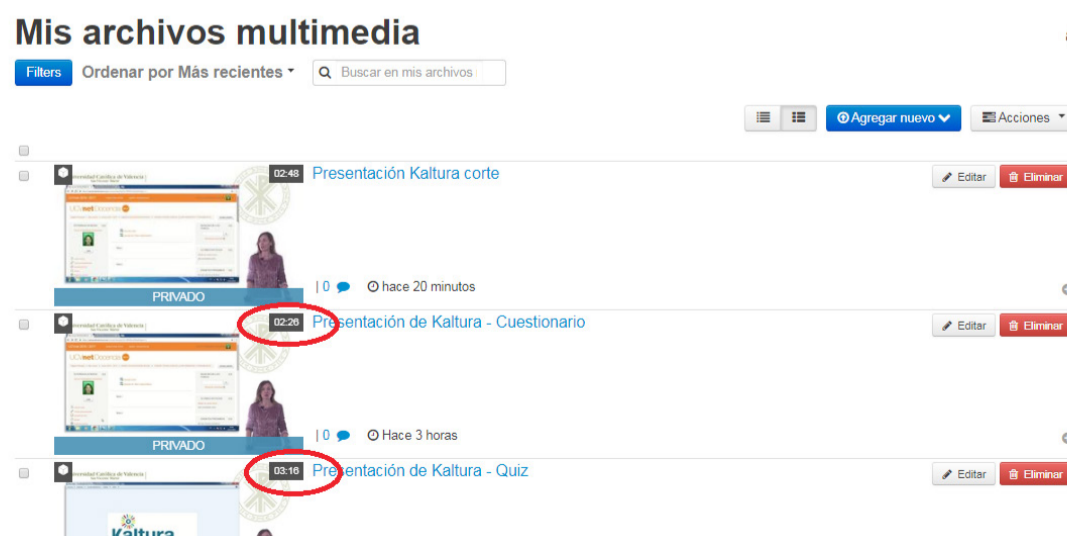 Mis archivos multimedia
Filters Ordenar por Más recientes Buscar en mis archivos
Agregar nuevo Acciones
02:48 Presentación Kaltura corte Editar Eliminar
| 0 hace 20 minutos
PRIVADO
02:26 Presentación de Kaltura - Cuestionario Editar Eliminar
| 0 Hace 3 horas
PRIVADO
03:16 Presentación de Kaltura - Quiz Editar Eliminar
Kaltura